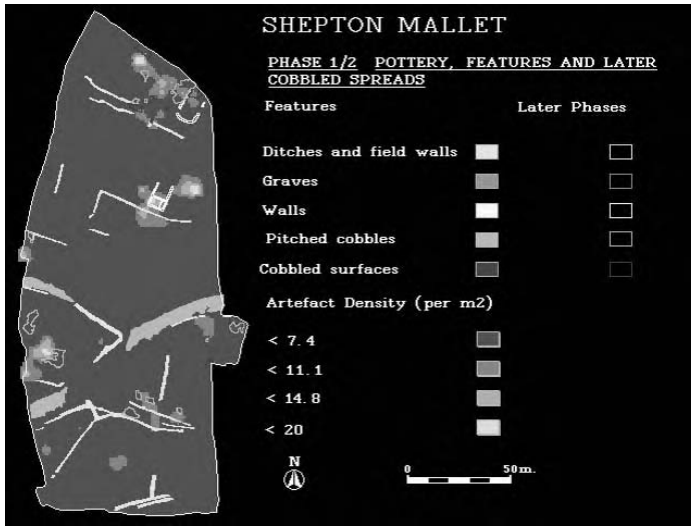 SHEPTON MALLET
PHASE 1/2 POTTERY, FEATURES AND LATER
COBBLED SPREADS
Features Later Phases
Ditches and field walls
Graves
Walls
Pitched cobbles
Cobbled surfaces
Artefact Density (per m2)
< 7.4
< 11.1
< 14.8
< 20
N
0 50m.